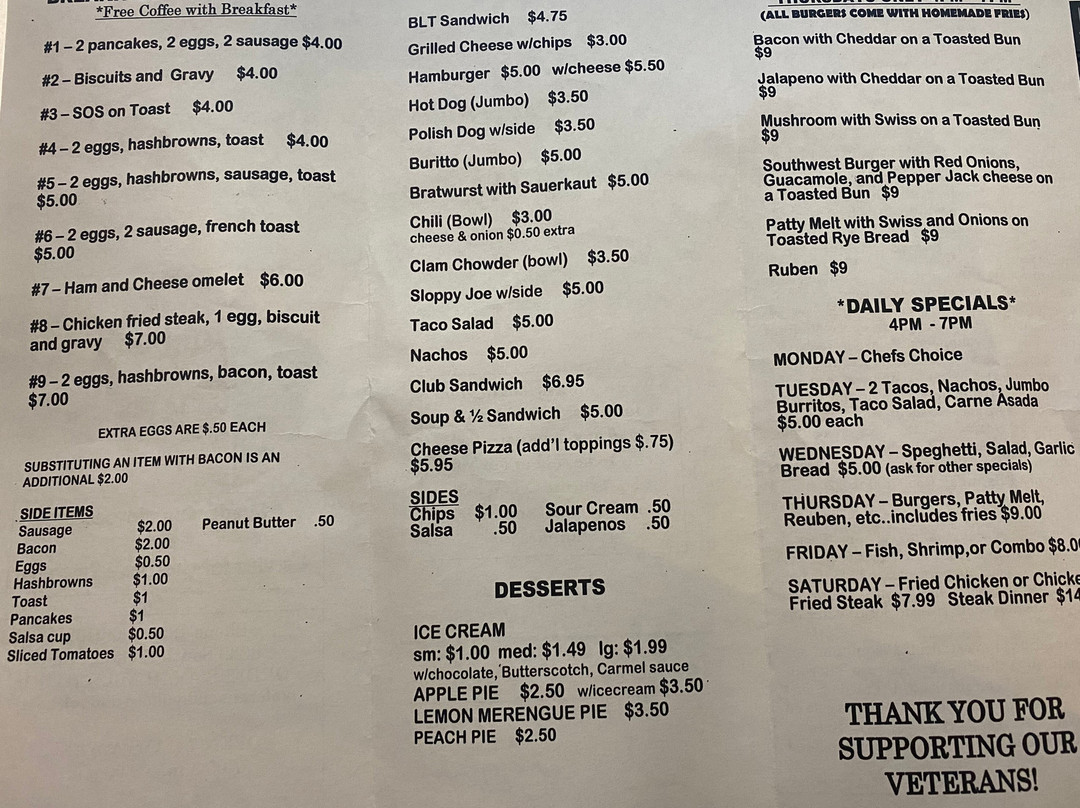 *Free Coffee with Breakfast*
#1 – 2 pancakes, 2 eggs, 2 sausage $4.00
#2 – Biscuits and Gravy $4.00
#3 – SOS on Toast $4.00
#4 – 2 eggs, hashbrowns, toast $4.00
#5 – 2 eggs, hashbrowns, sausage, toast
$5.00
#6 – 2 eggs, 2 sausage, french toast
$5.00
#7 – Ham and Cheese omelet $6.00
#8 – Chicken fried steak, 1 egg, biscuit
and gravy $7.00
#9 – 2 eggs, hashbrowns, bacon, toast
$7.00
EXTRA EGGS ARE $.50 EACH
SUBSTITUTING AN ITEM WITH BACON IS AN
ADDITIONAL $2.00
SIDE ITEMS
Sausage $2.00 Peanut Butter .50
Bacon $2.00
Eggs $0.50
Hashbrowns $1.00
Toast $1
Pancakes $1
Salsa cup $0.50
Sliced Tomatoes $1.00
BLT Sandwich $4.75
Grilled Cheese w/chips $3.00
Hamburger $5.00 w/cheese $5.50
Hot Dog (Jumbo) $3.50
Polish Dog w/side $3.50
Buritto (Jumbo) $5.00
Bratwurst with Sauerkaut $5.00
Chili (Bowl) $3.00
cheese & onion $0.50 extra
Clam Chowder (bowl) $3.50
Sloppy Joe w/side $5.00
Taco Salad $5.00
Nachos $5.00
Club Sandwich $6.95
Soup & ½ Sandwich $5.00
Cheese Pizza (add'l toppings $.75)
$5.95
SIDES
Chips $1.00 Sour Cream .50
Salsa .50 Jalapenos .50
DESSERTS
ICE CREAM
sm: $1.00 med: $1.49 lg: $1.99
w/chocolate, Butterscotch, Carmel sauce
APPLE PIE $2.50 w/icecream $3.50
LEMON MERENGUE PIE $3.50
PEACH PIE $2.50
(ALL BURGERS COME WITH HOMEMADE FRIES)
Bacon with Cheddar on a Toasted Bun
$9
Jalapeno with Cheddar on a Toasted Bun
$9
Mushroom with Swiss on a Toasted Bun
$9
Southwest Burger with Red Onions,
Guacamole, and Pepper Jack cheese on
a Toasted Bun $9
Patty Melt with Swiss and Onions on
Toasted Rye Bread $9
Ruben $9
*DAILY SPECIALS*
4PM - 7PM
MONDAY – Chefs Choice
TUESDAY – 2 Tacos, Nachos, Jumbo
Burritos, Taco Salad, Carne Asada
$5.00 each
WEDNESDAY – Speghetti, Salad, Garlic
Bread $5.00 (ask for other specials)
THURSDAY – Burgers, Patty Melt,
Reuben, etc..includes fries $9.00
FRIDAY – Fish, Shrimp,or Combo $8.0
SATURDAY – Fried Chicken or Chicke
Fried Steak $7.99 Steak Dinner $14
THANK YOU FOR
SUPPORTING OUR
VETERANS!